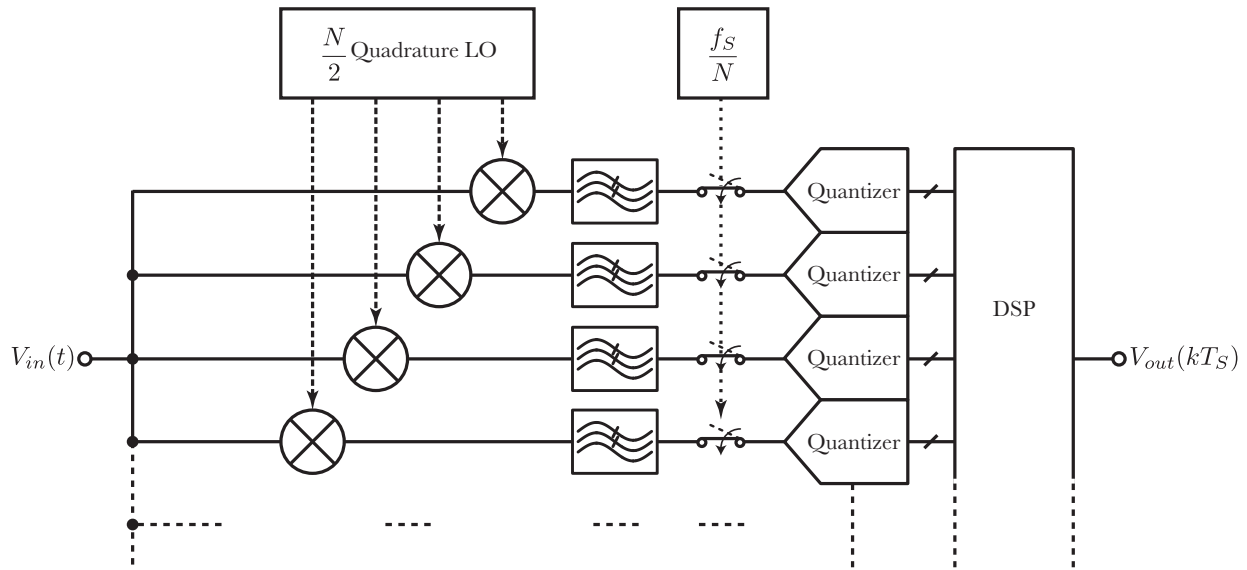 N/2 Quadrature LO
f_S/N
Quantizer
Quantizer
DSP
V_in(t)
Quantizer
V_out(kT_S)
Quantizer